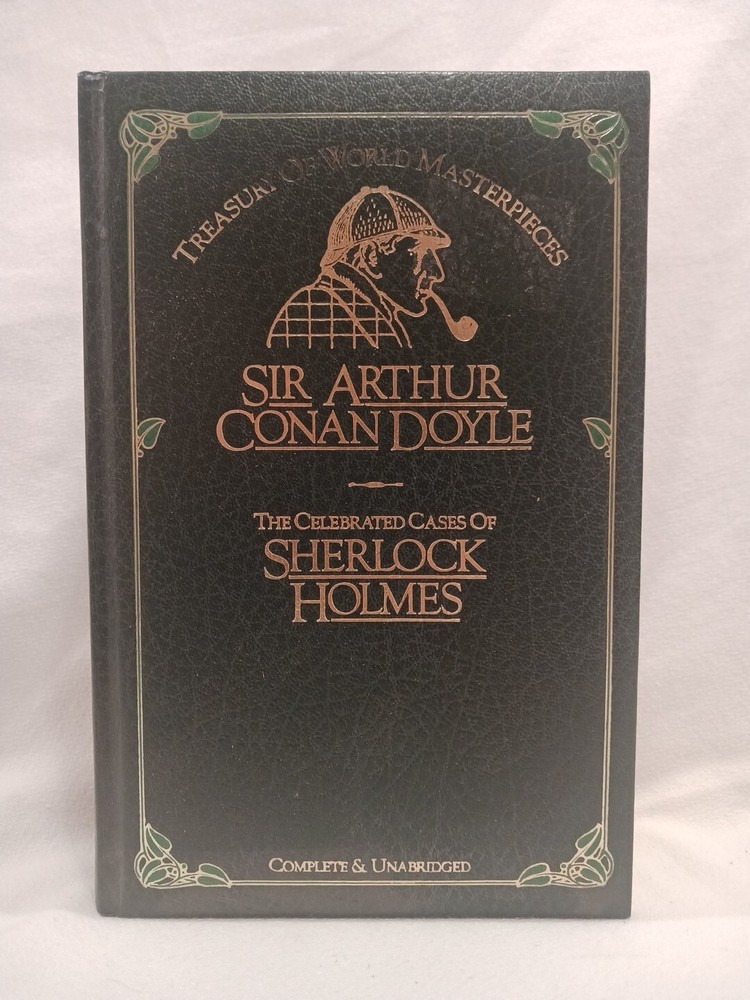 Treasury Of World Masterpieces
Sir Arthur
Conan Doyle
The Celebrated Cases Of
Sherlock
Holmes
Complete & Unabridged